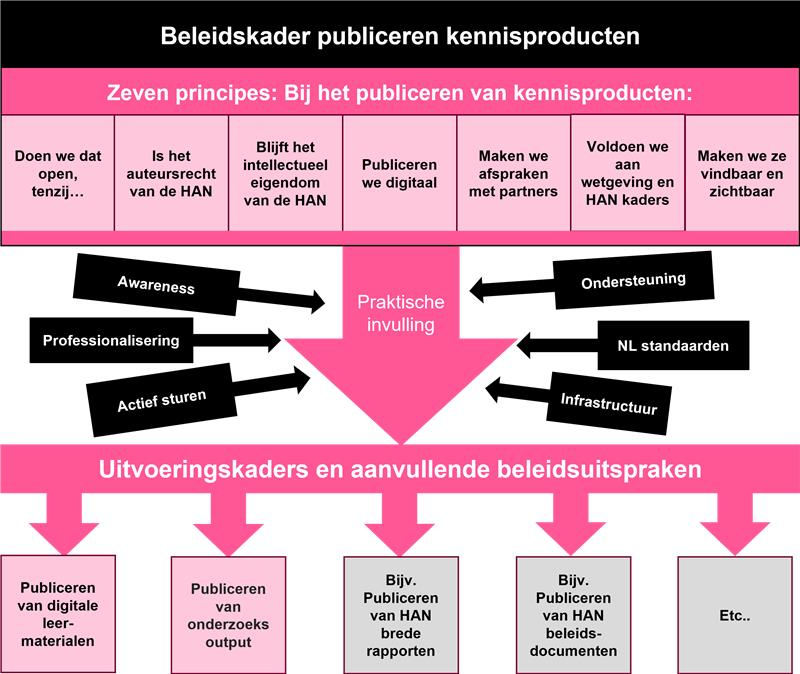 Beleidskader publiceren kennisproducten
Zeven principes: Bij het publiceren van kennisproducten:
Doen we dat
open,
tenzij...
Is het
auteursrecht
van de HAN
Blijft het
intellectueel
eigendom
van de HAN
Publiceren
we digitaal
Maken we
afspraken
met partners
Voldoen we
aan
wetgeving en
HAN kaders
Maken we ze
vindbaar en
zichtbaar
Praktische
invulling
Awareness
Professionalisering
Actief sturen
Ondersteuning
NL standaarden
Infrastructuur
Uitvoeringskaders en aanvullende beleidsuitspraken
Publiceren
van digitale
leer-
materialen
Publiceren
van
onderzoeks
output
Bijv.
Publiceren
van HAN
brede
rapporten
Bijv.
Publiceren
van HAN
beleids-
documenten
Etc..